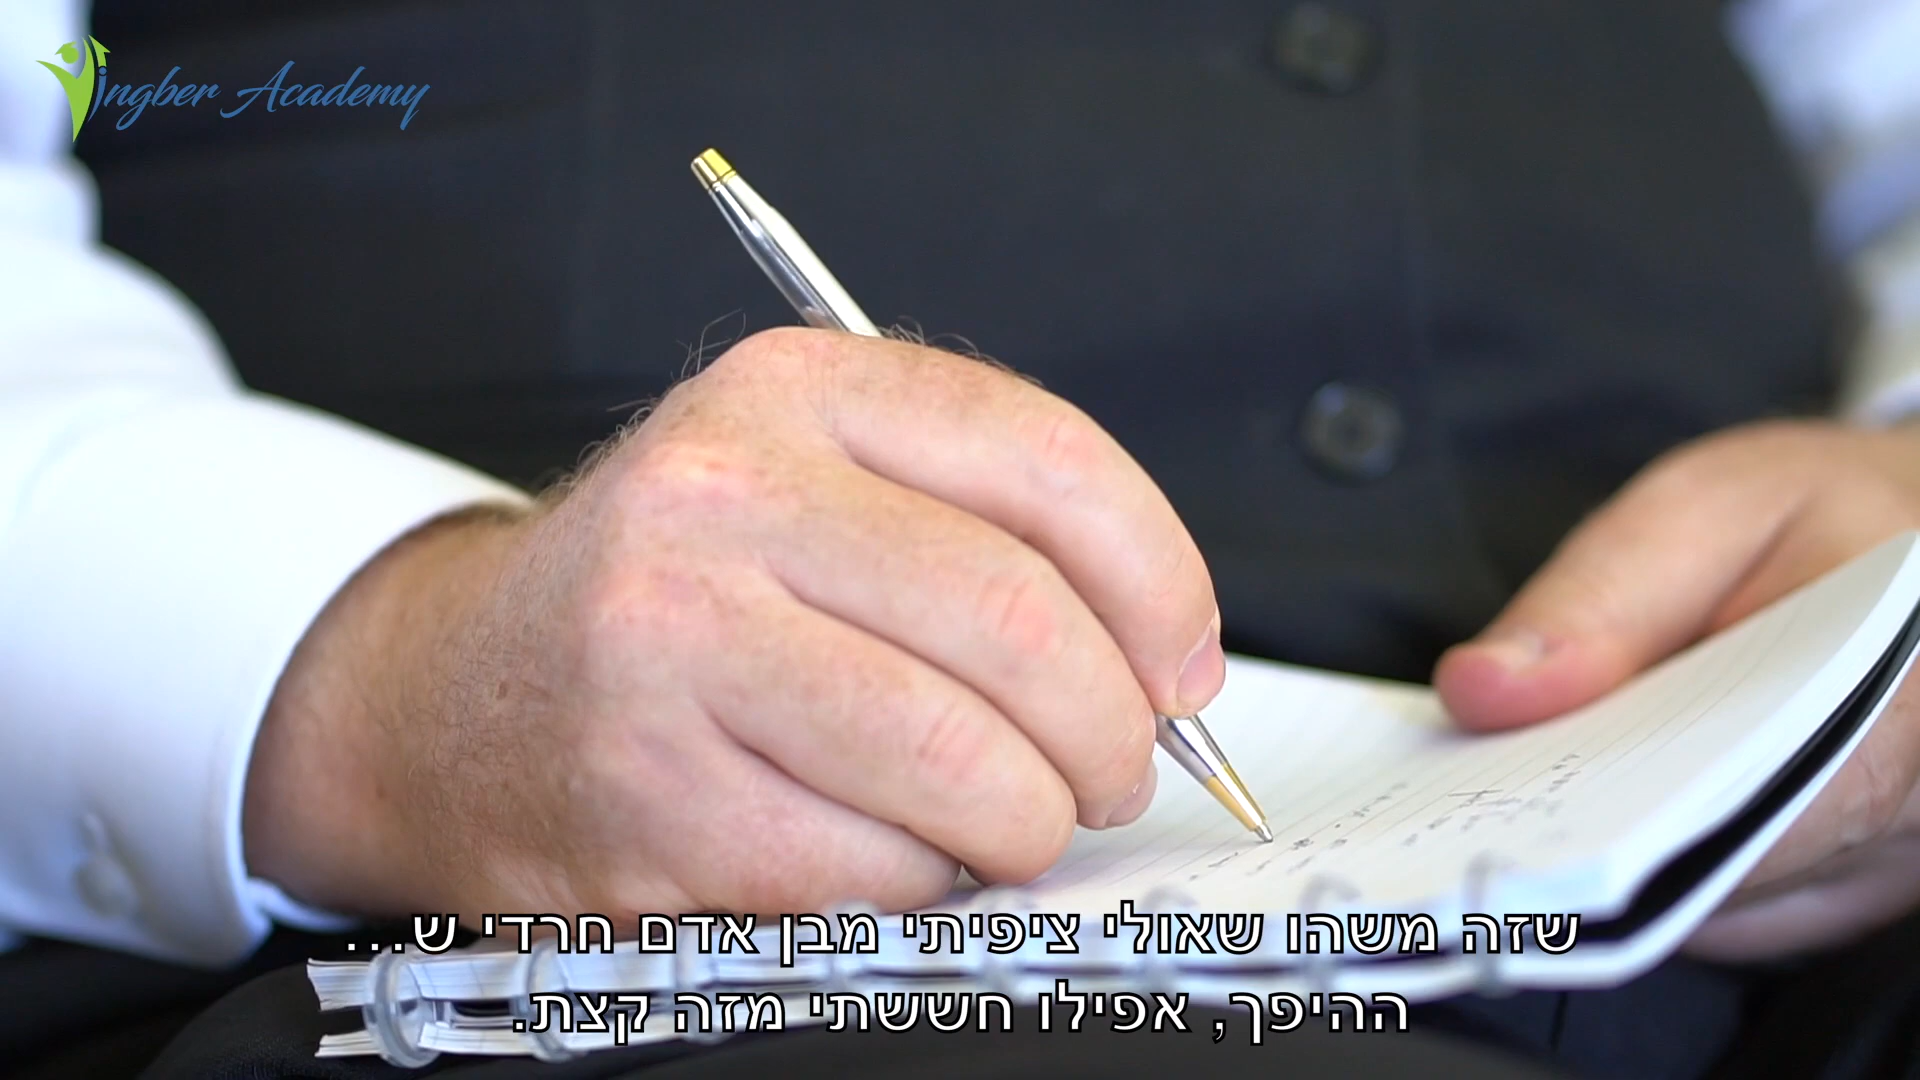 ingber Academy
שזה משהו שאולי ציפיתי מבן אדם חרדי ש...
ההיפך, אפילו חששתי מזה קצת.